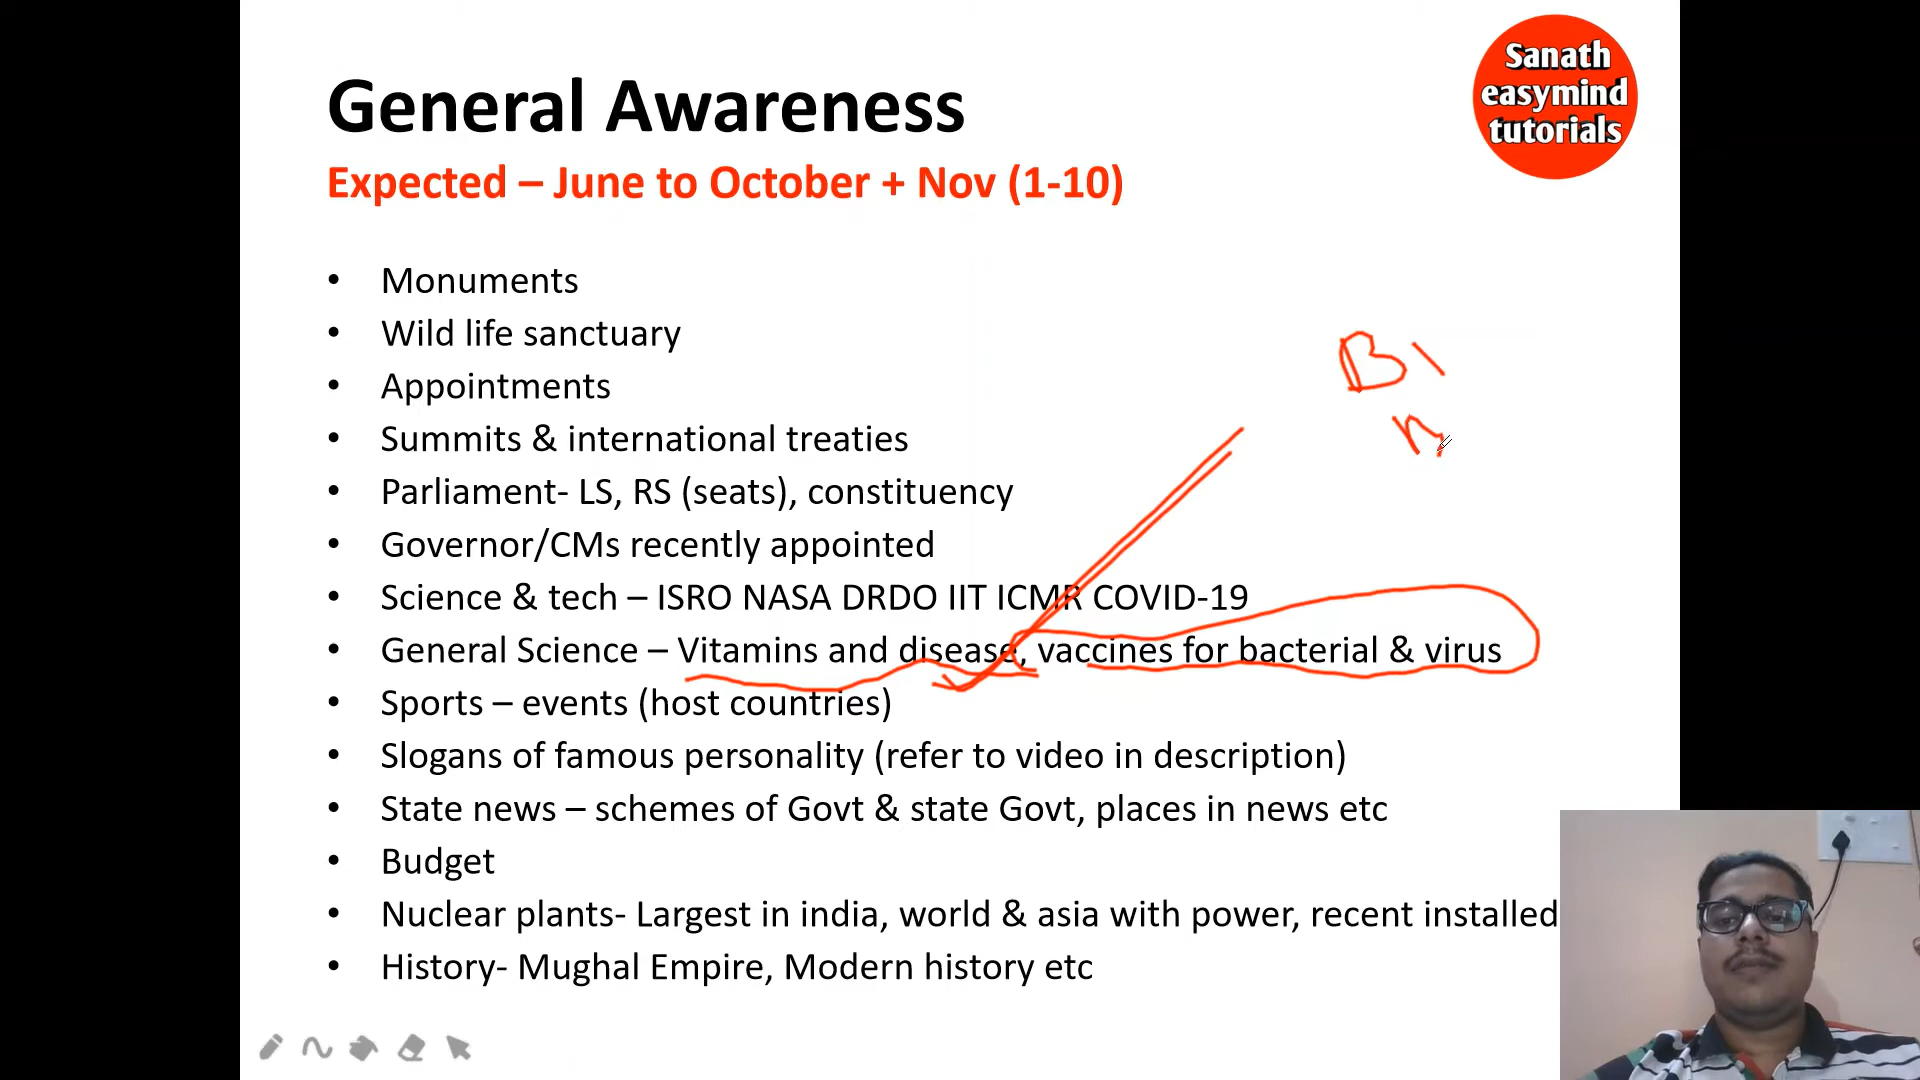 Sanath
easymind
tutorials
General Awareness
Expected – June to October + Nov (1-10)
• Monuments
• Wild life sanctuary
• Appointments
• Summits & international treaties
• Parliament- LS, RS (seats), constituency
• Governor/CMs recently appointed
• Science & tech – ISRO NASA DRDO IIT ICMR COVID-19
• General Science – Vitamins and disease, vaccines for bacterial & virus
• Sports – events (host countries)
• Slogans of famous personality (refer to video in description)
• State news – schemes of Govt & state Govt, places in news etc
• Budget
• Nuclear plants- Largest in india, world & asia with power, recent installed
• History- Mughal Empire, Modern history etc
B1